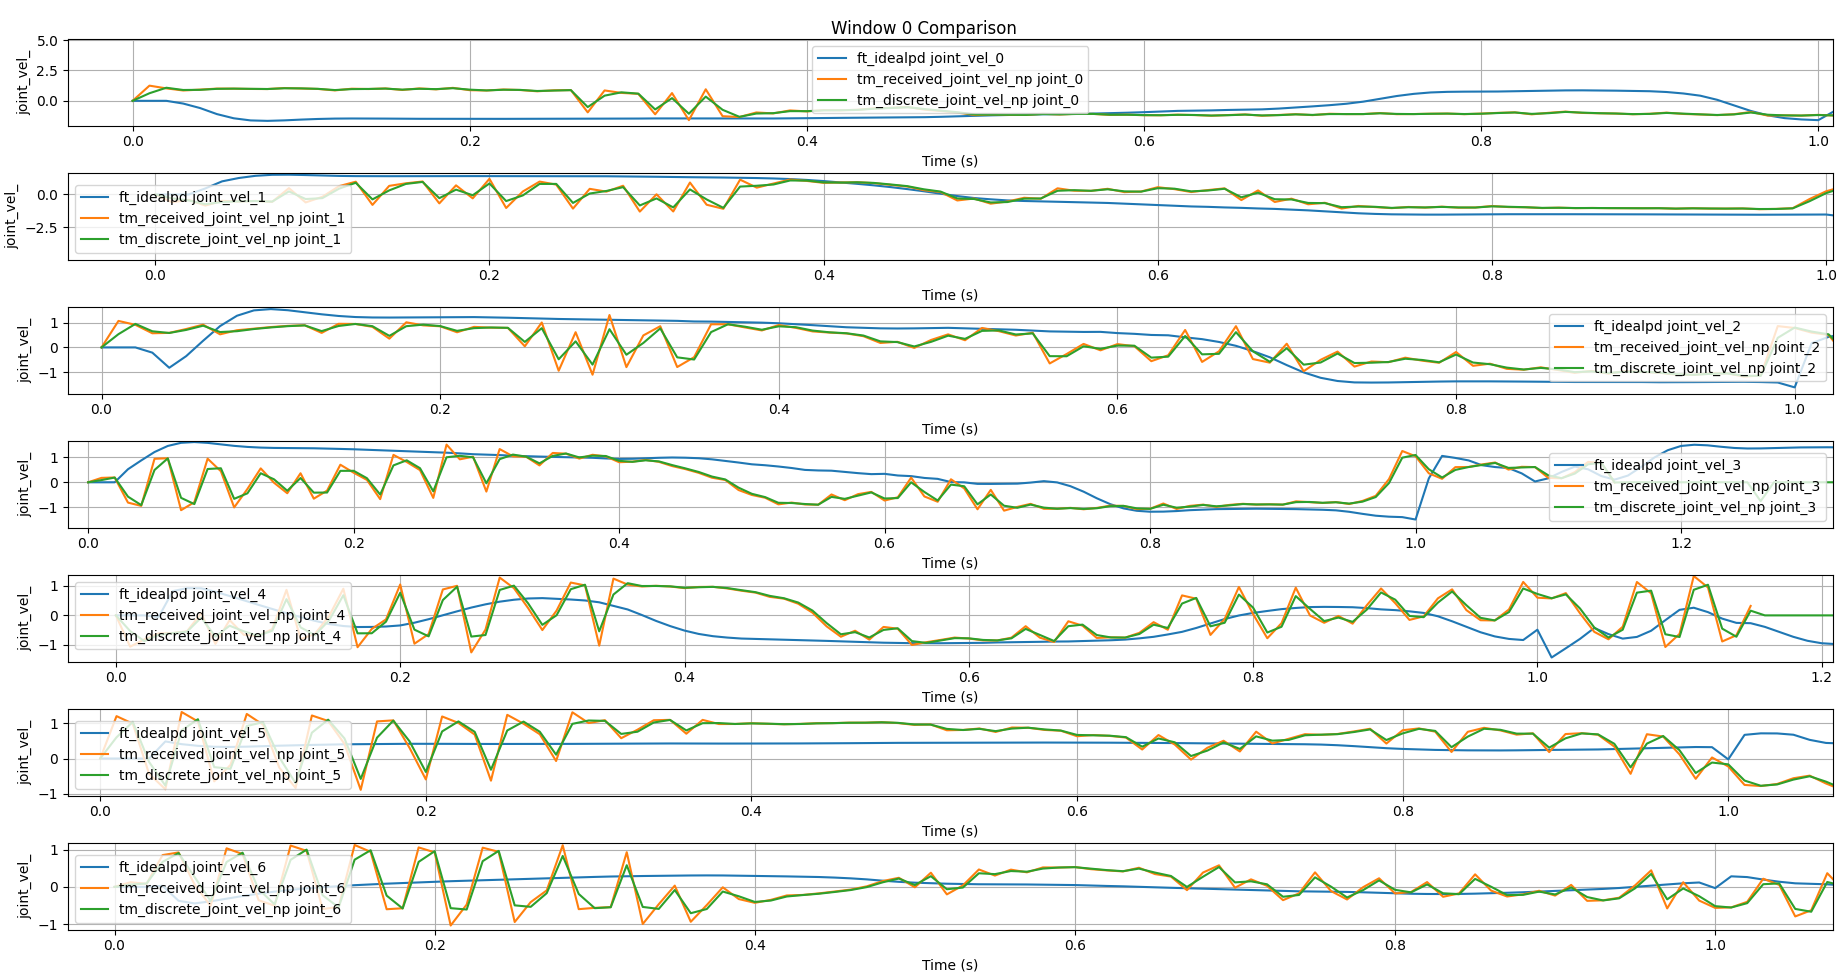 Window 0 Comparison
5.0
2.5
0.0
joint_vel_
ft_idealpd joint_vel_0
tm_received_joint_vel_np joint_0
tm_discrete_joint_vel_np joint_0
0.0 0.2 0.4 0.6 0.8 1.0
Time (s)
0.0
−2.5
joint_vel_
ft_idealpd joint_vel_1
tm_received_joint_vel_np joint_1
tm_discrete_joint_vel_np joint_1
0.0 0.2 0.4 0.6 0.8 1.0
Time (s)
1
0
−1
joint_vel_
ft_idealpd joint_vel_2
tm_received_joint_vel_np joint_2
tm_discrete_joint_vel_np joint_2
0.0 0.2 0.4 0.6 0.8 1.0
Time (s)
1
0
−1
joint_vel_
ft_idealpd joint_vel_3
tm_received_joint_vel_np joint_3
tm_discrete_joint_vel_np joint_3
0.0 0.2 0.4 0.6 0.8 1.0 1.2
Time (s)
1
0
−1
joint_vel_
ft_idealpd joint_vel_4
tm_received_joint_vel_np joint_4
tm_discrete_joint_vel_np joint_4
0.0 0.2 0.4 0.6 0.8 1.0 1.2
Time (s)
1
0
−1
joint_vel_
ft_idealpd joint_vel_5
tm_received_joint_vel_np joint_5
tm_discrete_joint_vel_np joint_5
0.0 0.2 0.4 0.6 0.8 1.0
Time (s)
1
0
−1
joint_vel_
ft_idealpd joint_vel_6
tm_received_joint_vel_np joint_6
tm_discrete_joint_vel_np joint_6
0.0 0.2 0.4 0.6 0.8 1.0
Time (s)